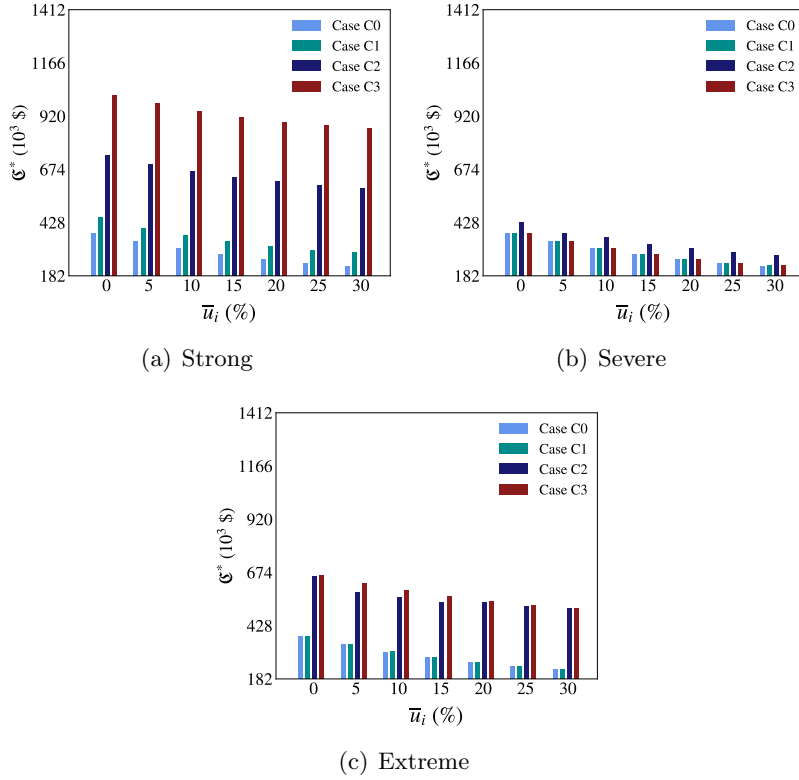 1412
1166
920
674
428
182
ℭ* (10³ $)
Case C0
Case C1
Case C2
Case C3
0 5 10 15 20 25 30
u̅ᵢ (%)
(a) Strong
1412
1166
920
674
428
182
ℭ* (10³ $)
Case C0
Case C1
Case C2
Case C3
0 5 10 15 20 25 30
u̅ᵢ (%)
(b) Severe
1412
1166
920
674
428
182
ℭ* (10³ $)
Case C0
Case C1
Case C2
Case C3
0 5 10 15 20 25 30
u̅ᵢ (%)
(c) Extreme